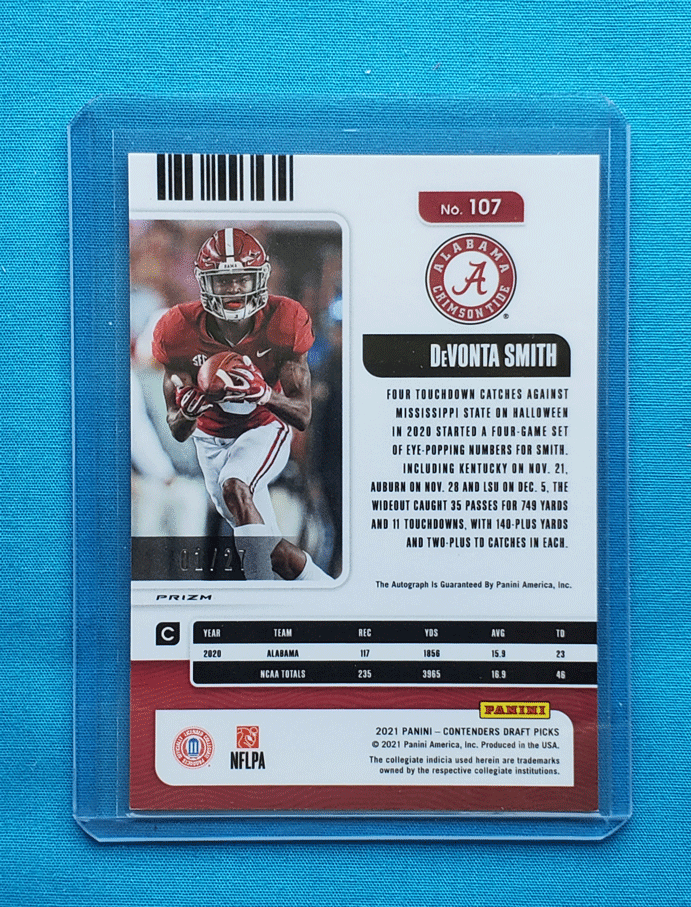 No. 107
ALABAMA
A
CRIMSON TIDE
®
DeVONTA SMITH
FOUR TOUCHDOWN CATCHES AGAINST
MISSISSIPPI STATE ON HALLOWEEN
IN 2020 STARTED A FOUR-GAME SET
OF EYE-POPPING NUMBERS FOR SMITH.
INCLUDING KENTUCKY ON NOV. 21,
AUBURN ON NOV. 28 AND LSU ON DEC. 5, THE
WIDEOUT CAUGHT 35 PASSES FOR 749 YARDS
AND 11 TOUCHDOWNS, WITH 140-PLUS YARDS
AND TWO-PLUS TD CATCHES IN EACH.
BAMA
SEC
01/27
The Autograph Is Guaranteed By Panini America, Inc.
PRIZM
C
YEAR TEAM REC YDS AVG TD
2020 ALABAMA 117 1856 15.9 23
NCAA TOTALS 235 3965 16.9 46
PANINI
NFLPA
2021 PANINI – CONTENDERS DRAFT PICKS
© 2021 Panini America, Inc. Produced in the USA.
The collegiate indicia used herein are trademarks
owned by the respective collegiate institutions.